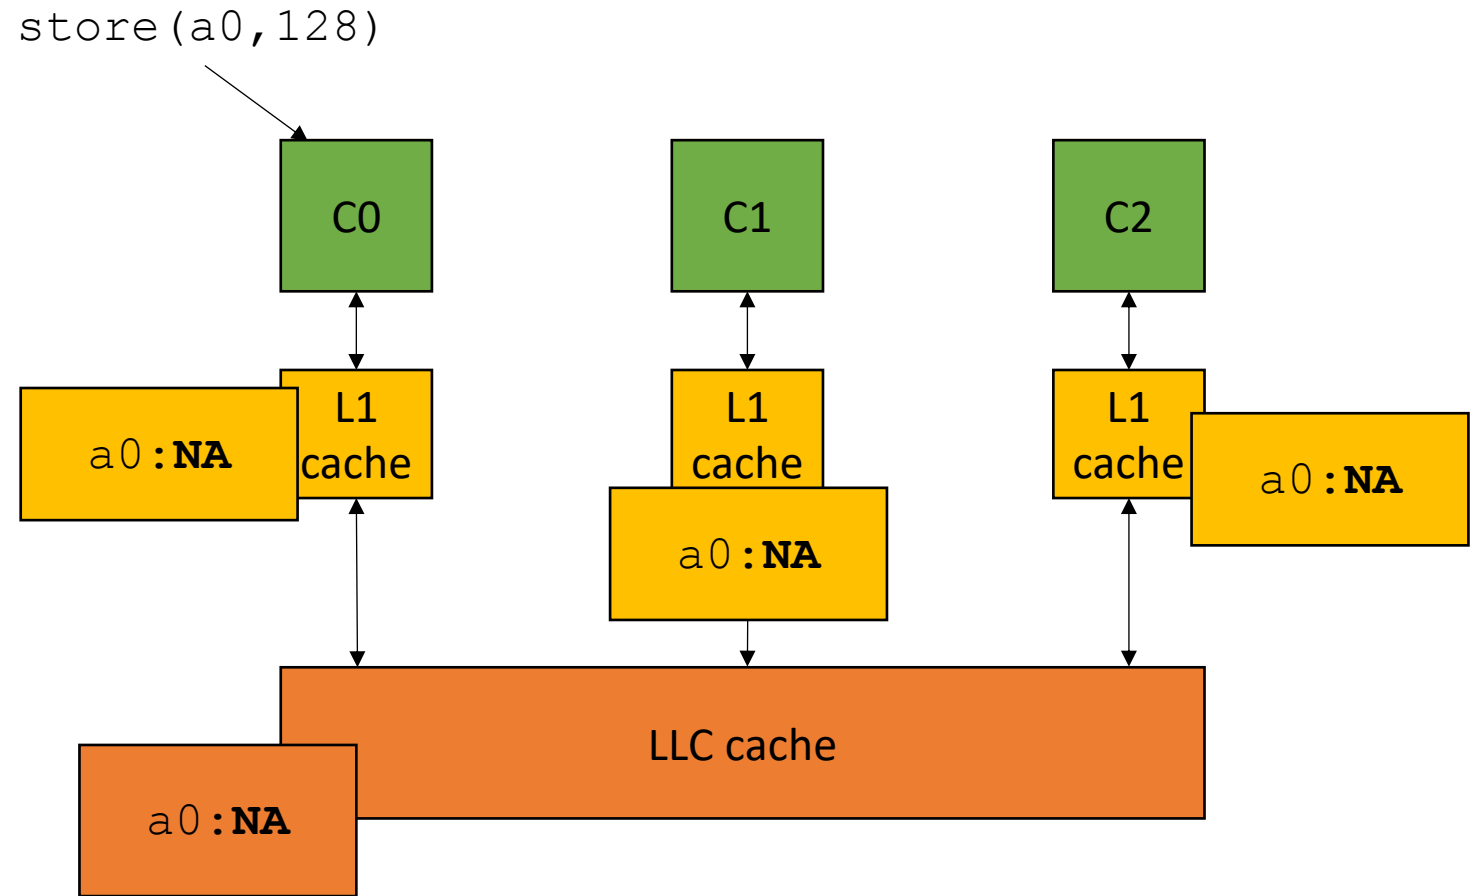 store(a0,128)
C0
C1
C2
L1
cache
L1
cache
L1
cache
a0:NA
a0:NA
a0:NA
LLC cache
a0:NA